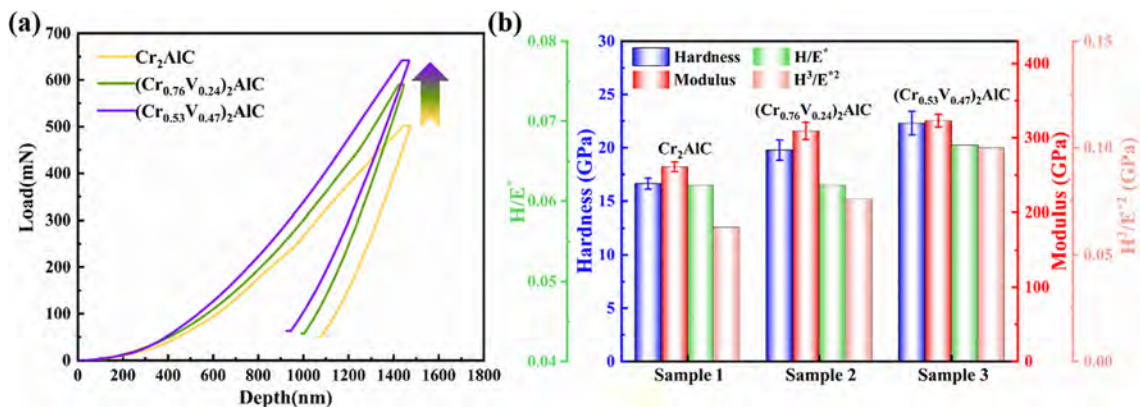 (a)
700
600
500
400
300
200
100
0
Load(mN)
Cr₂AlC
(Cr₀.₇₆V₀.₂₄)₂AlC
(Cr₀.₅₃V₀.₄₇)₂AlC
0 200 400 600 800 1000 1200 1400 1600 1800
Depth(nm)
(b)
0.08
0.07
0.06
0.05
0.04
H/E*
30
25
20
15
10
5
0
Hardness (GPa)
Hardness H/E*
Modulus H³/E*²
Cr₂AlC
(Cr₀.₇₆V₀.₂₄)₂AlC
(Cr₀.₅₃V₀.₄₇)₂AlC
Sample 1 Sample 2 Sample 3
400
300
200
100
0
Modulus (GPa)
0.15
0.10
0.05
0.00
H³/E*² (GPa)